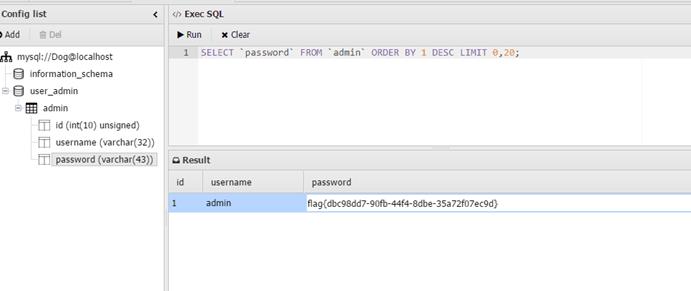 Config list
Add Del
mysql://Dog@localhost
information_schema
user_admin
admin
id (int(10) unsigned)
username (varchar(32))
password (varchar(43))
Exec SQL
Run Clear
1 SELECT `password` FROM `admin` ORDER BY 1 DESC LIMIT 0,20;
Result
id username password
1 admin flag{dbc98dd7-90fb-44f4-8dbe-35a72f07ec9d}